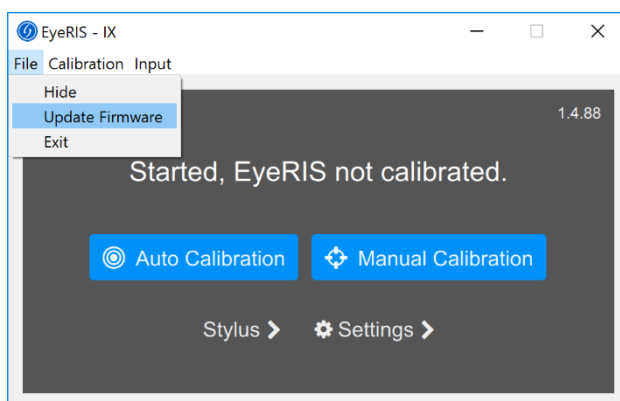 EyeRIS - IX
File Calibration Input
Hide
Update Firmware
Exit
1.4.88
Started, EyeRIS not calibrated.
Auto Calibration Manual Calibration
Stylus Settings